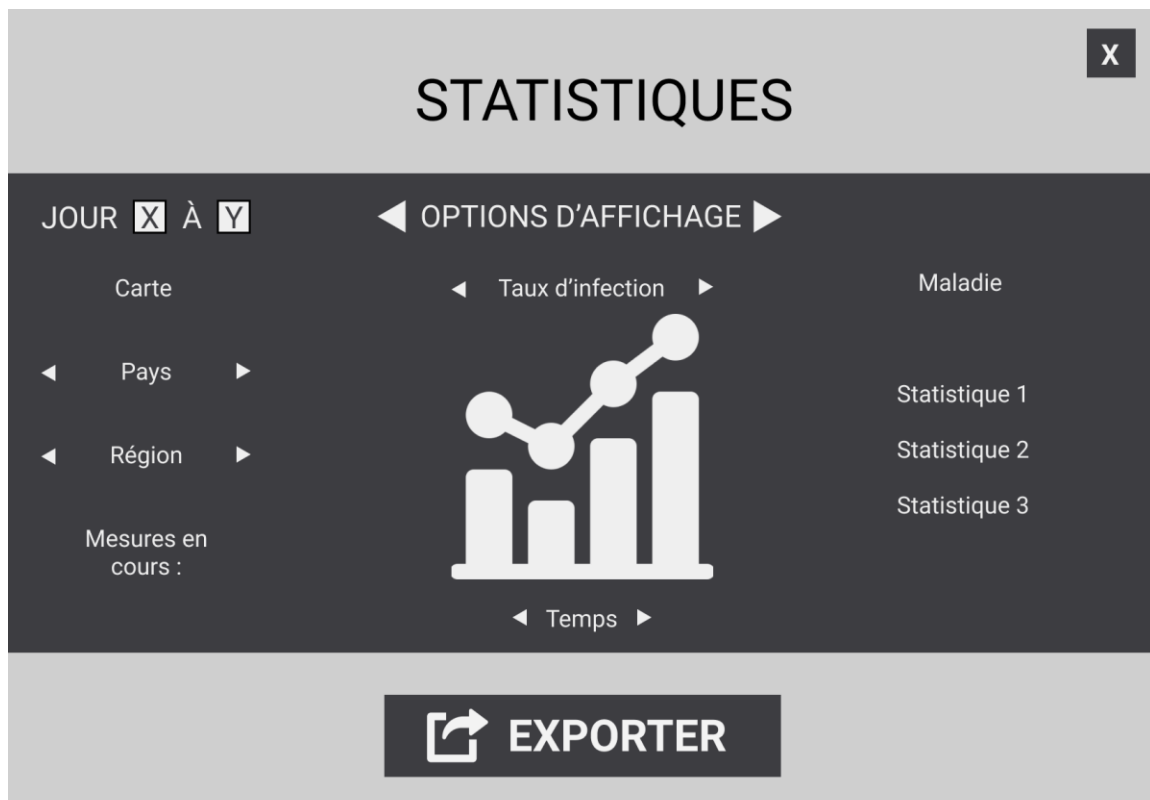 X
STATISTIQUES
JOUR X À Y
OPTIONS D’AFFICHAGE
Carte
Taux d’infection
Maladie
Pays
Statistique 1
Région
Statistique 2
Statistique 3
Mesures en
cours :
Temps
EXPORTER